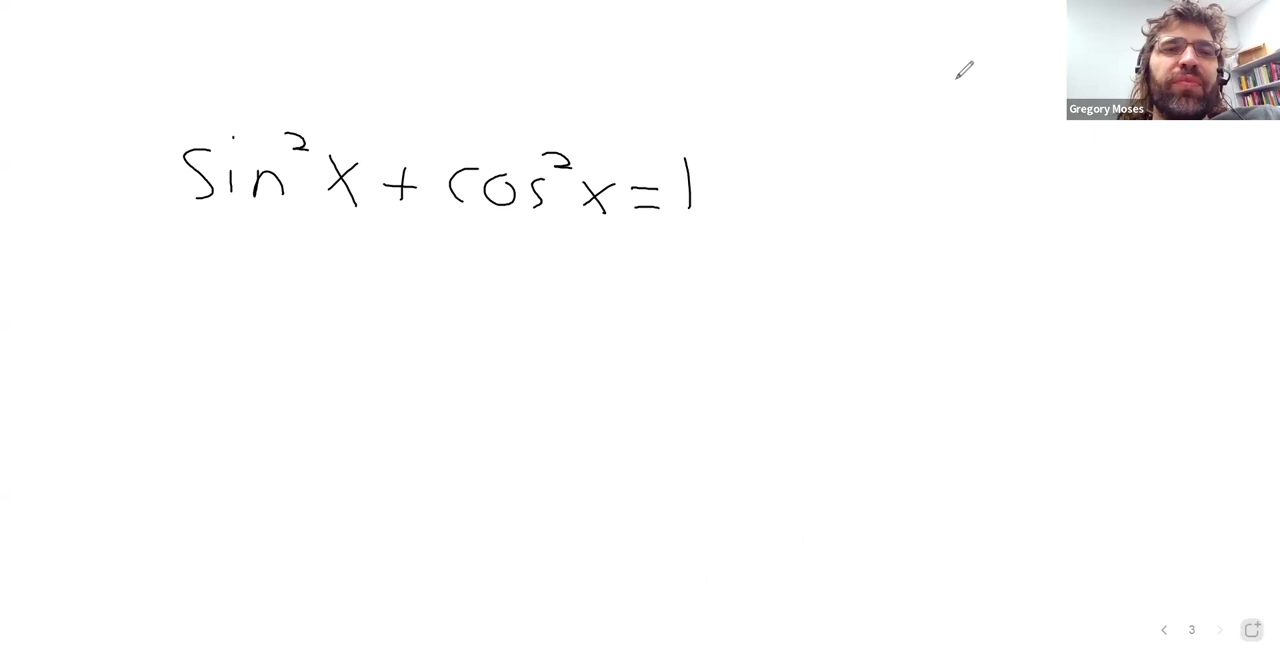 Gregory Moses
sin²x + cos²x = 1
3